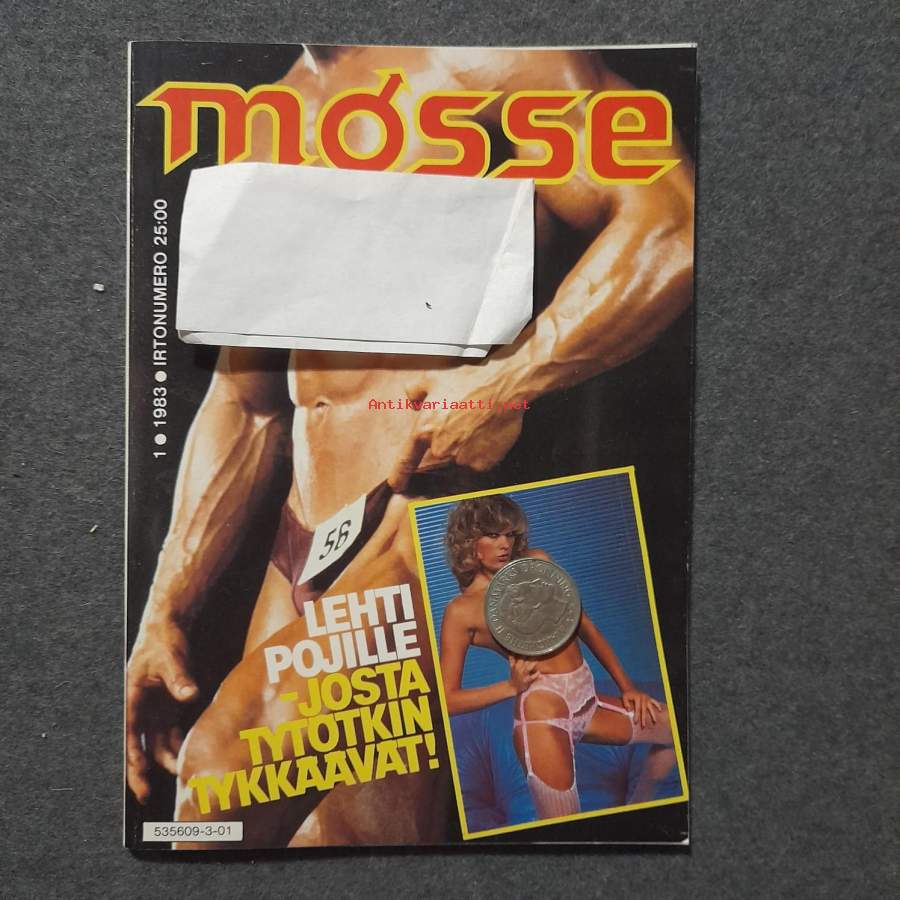 mosse
1 ● 1983 ● IRTONUMERO 25:00
Antikvariaatti.net
56
LEHTI
POJILLE
-JOSTA
TYTÖTKIN
TYKKÄÄVÄT!
535609-3-01